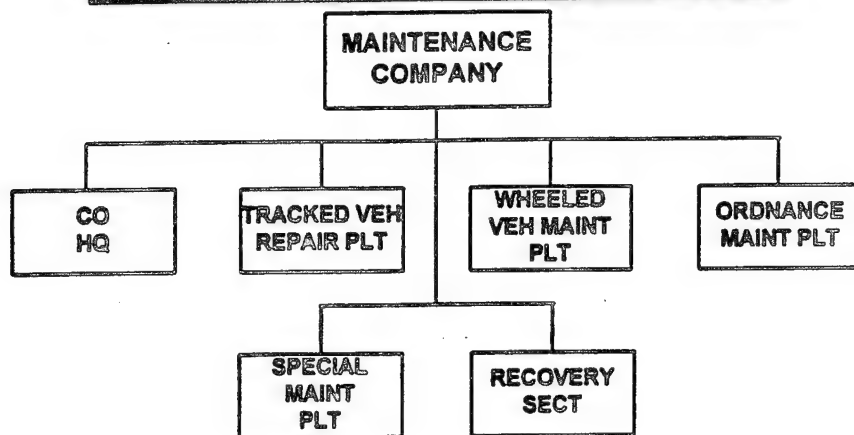 MAINTENANCE
COMPANY
CO
HQ
TRACKED VEH
REPAIR PLT
WHEELED
VEH MAINT
PLT
ORDNANCE
MAINT PLT
SPECIAL
MAINT
PLT
RECOVERY
SECT